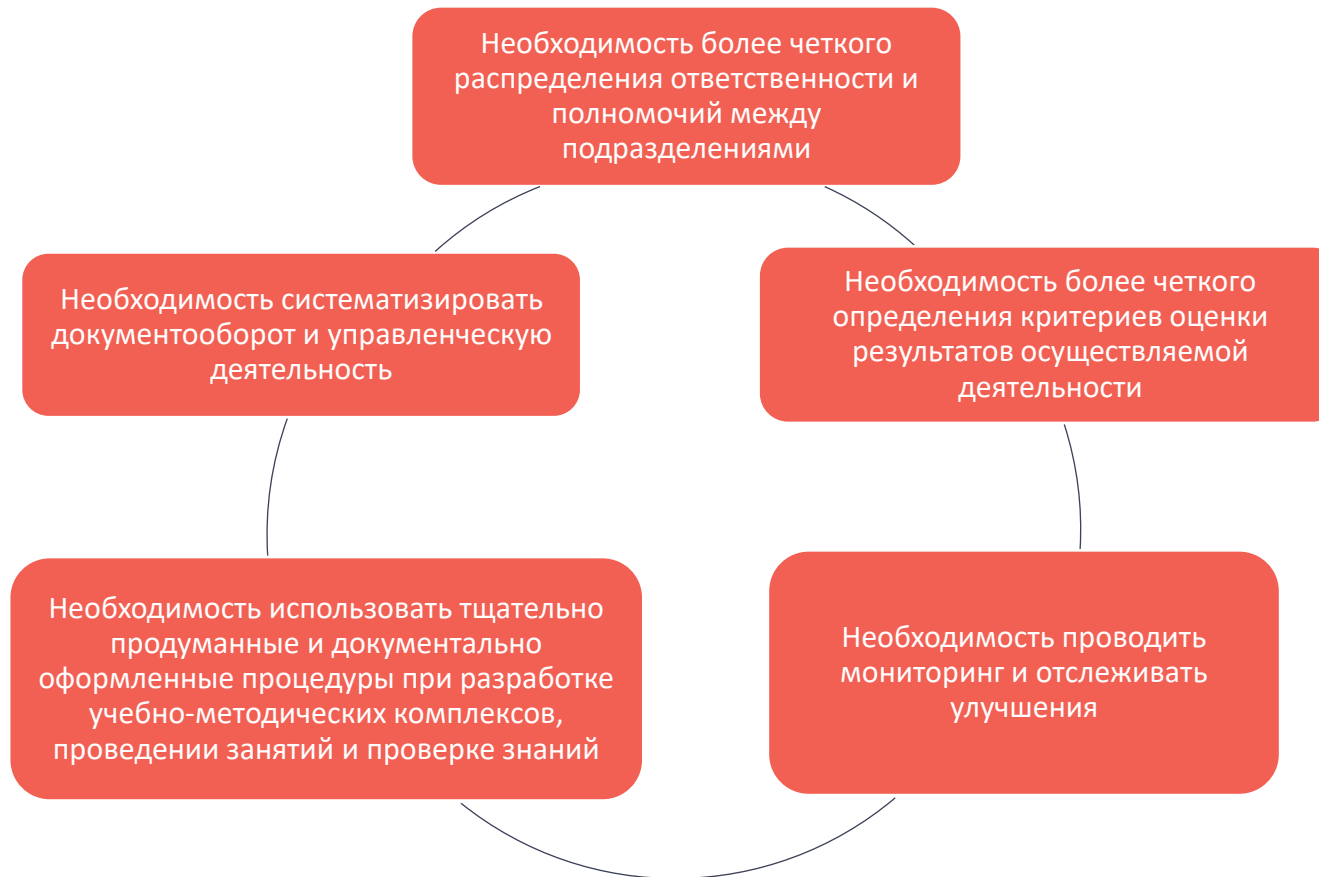 Необходимость более четкого
распределения ответственности и
полномочий между
подразделениями
Необходимость систематизировать
документооборот и управленческую
деятельность
Необходимость более четкого
определения критериев оценки
результатов осуществляемой
деятельности
Необходимость использовать тщательно
продуманные и документально
оформленные процедуры при разработке
учебно-методических комплексов,
проведении занятий и проверке знаний
Необходимость проводить
мониторинг и отслеживать
улучшения